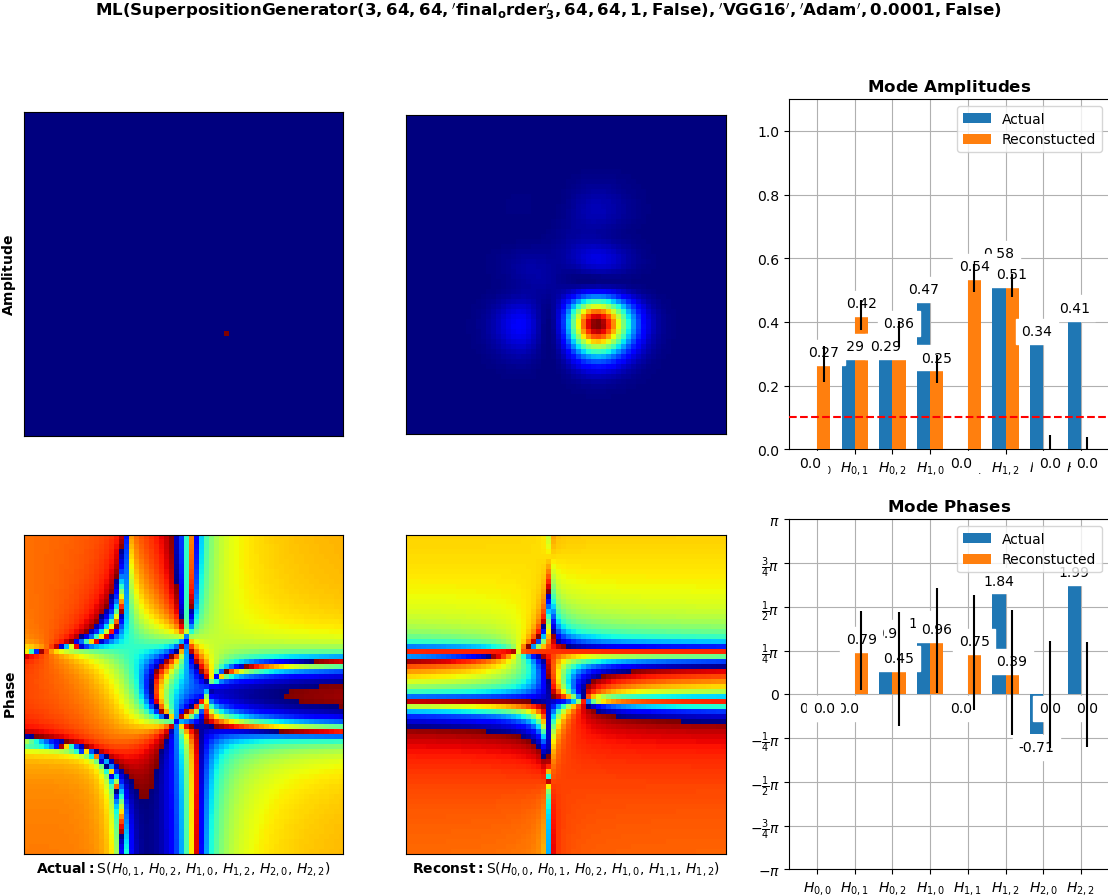 ML(SuperpositionGenerator(3, 64, 64, ′final_order′_3, 64, 64, 1, False), ′VGG16′, ′Adam′, 0.0001, False)
Amplitude
Mode Amplitudes
Actual
Reconstucted
1.0
0.8
0.6
0.4
0.2
0.0
0.27
29
0.42
0.29
0.36
0.47
0.25
0.54
0.58
0.51
0.34
0.41
0.0
0.0
0.0
0.0
H0,1
H0,2
H1,0
H1,2
Phase
Mode Phases
Actual
Reconstucted
π
3/4π
1/2π
1/4π
0
−1/4π
−1/2π
−3/4π
−π
0.0
0.79
0.45
0.96
0.0
0.75
1.84
0.39
-0.71
0.0
1.99
0.0
H0,0
H0,1
H0,2
H1,0
H1,1
H1,2
H2,0
H2,2
Actual: S(H0,1, H0,2, H1,0, H1,2, H2,0, H2,2)
Reconst: S(H0,0, H0,1, H0,2, H1,0, H1,1, H1,2)